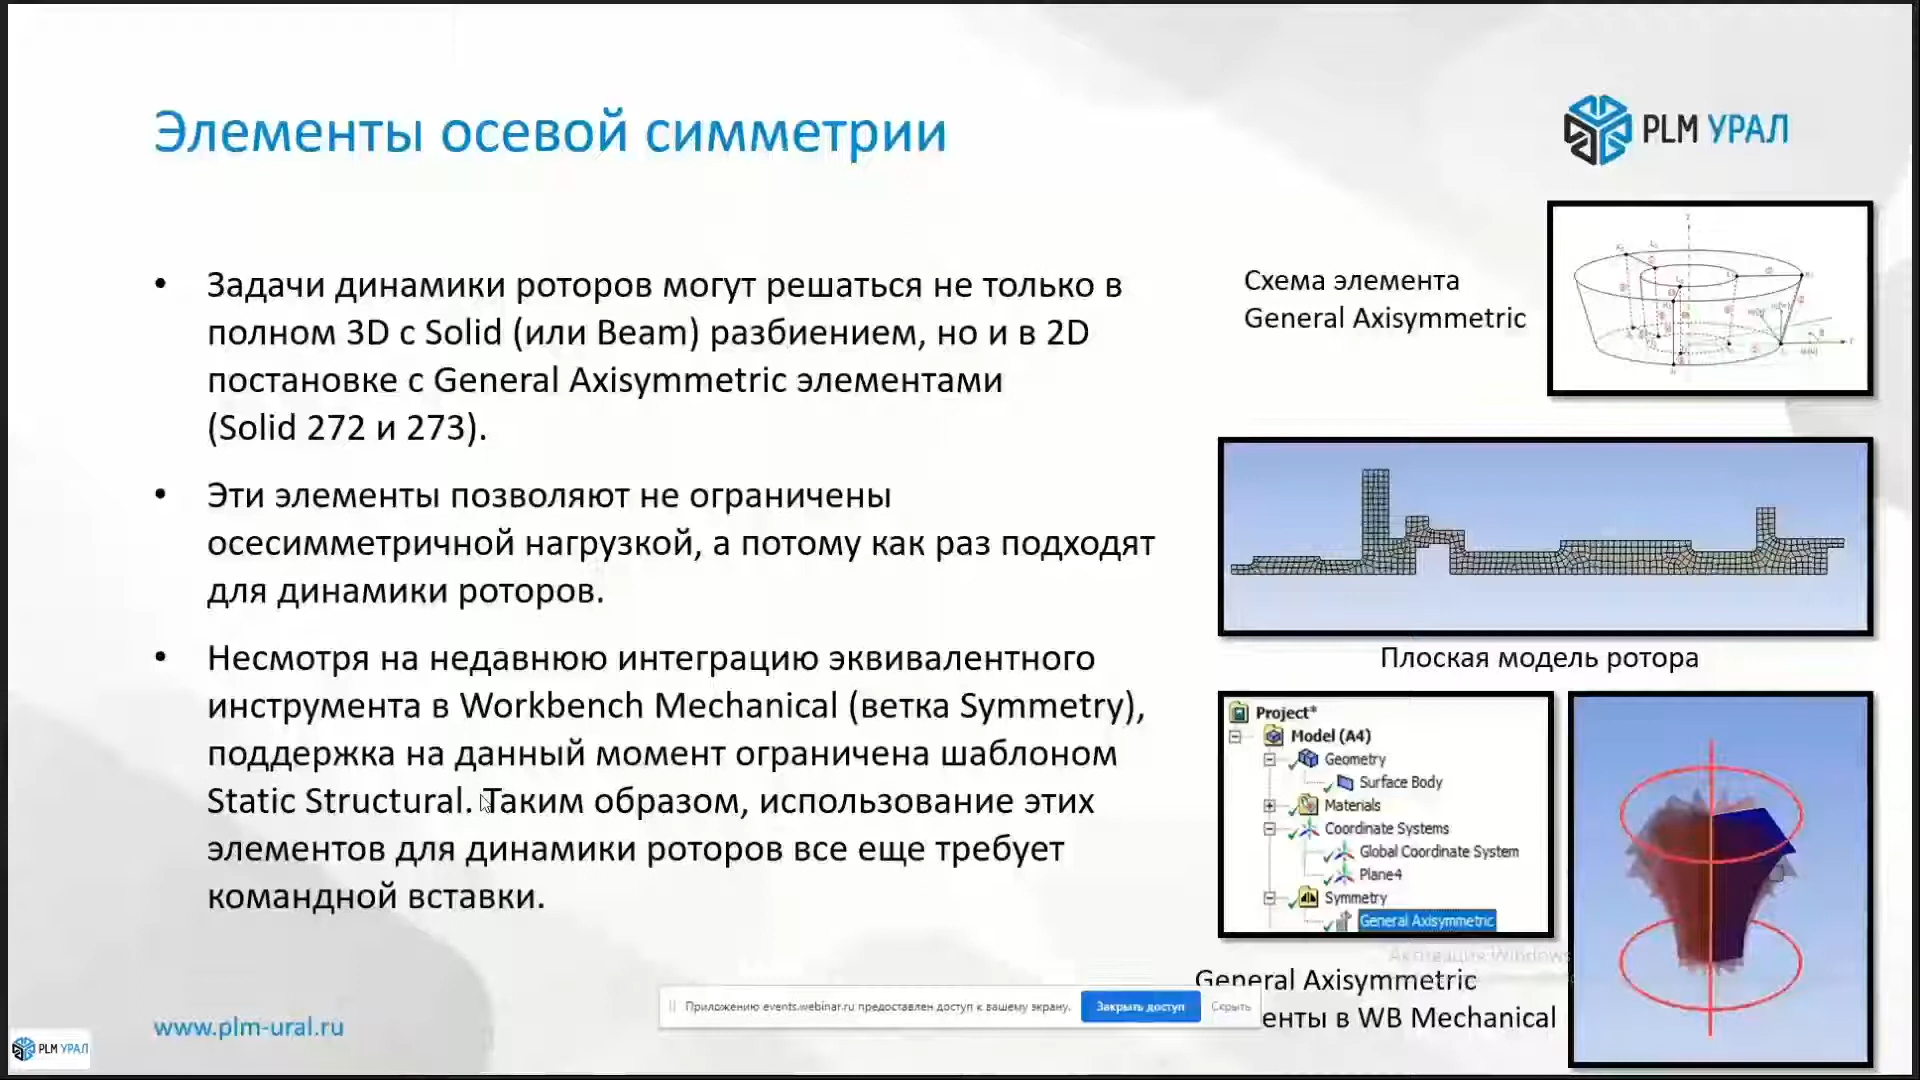 Элементы осевой симметрии
PLM УРАЛ
• Задачи динамики роторов могут решаться не только в
полном 3D с Solid (или Beam) разбиением, но и в 2D
постановке с General Axisymmetric элементами
(Solid 272 и 273).
• Эти элементы позволяют не ограничены
осесимметричной нагрузкой, а потому как раз подходят
для динамики роторов.
• Несмотря на недавнюю интеграцию эквивалентного
инструмента в Workbench Mechanical (ветка Symmetry),
поддержка на данный момент ограничена шаблоном
Static Structural. Таким образом, использование этих
элементов для динамики роторов все еще требует
командной вставки.
Схема элемента
General Axisymmetric
Плоская модель ротора
Project*
Model (A4)
Geometry
Surface Body
Materials
Coordinate Systems
Global Coordinate System
Plane4
Symmetry
General Axisymmetric
Активация Windows
General Axisymmetric
енты в WB Mechanical
Приложению events.webinar.ru предоставлен доступ к вашему экрану.
Закрыть доступ
Скрыть
www.plm-ural.ru
PLM УРАЛ